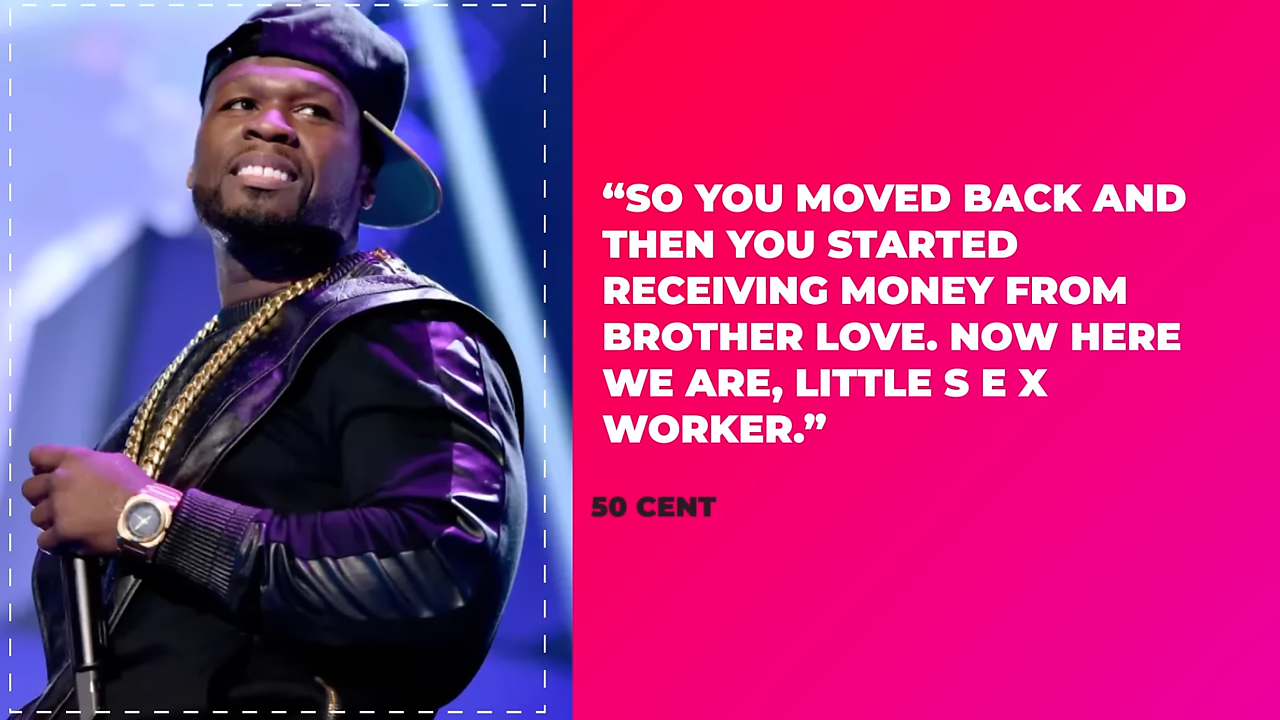 “SO YOU MOVED BACK AND
THEN YOU STARTED
RECEIVING MONEY FROM
BROTHER LOVE. NOW HERE
WE ARE, LITTLE S E X
WORKER.”
50 CENT